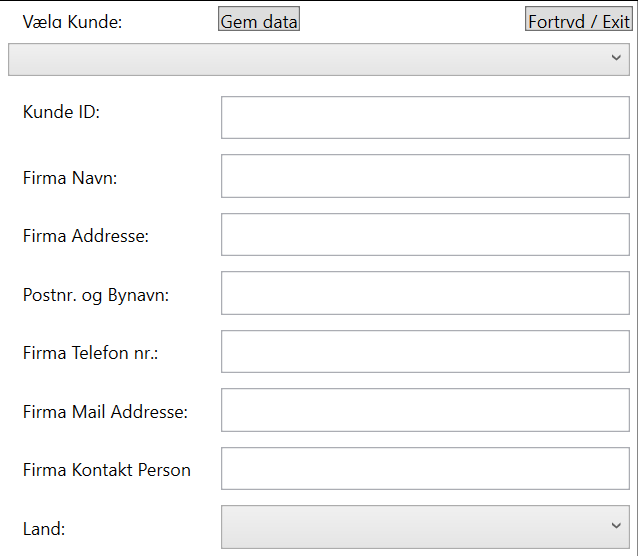 Vælg Kunde: Gem data Fortrvd / Exit
Kunde ID:
Firma Navn:
Firma Addresse:
Postnr. og Bynavn:
Firma Telefon nr.:
Firma Mail Addresse:
Firma Kontakt Person
Land: